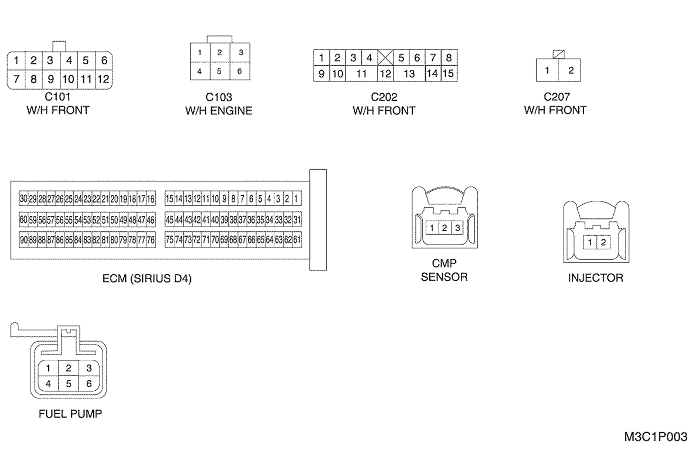 1 2 3 4 5 6
7 8 9 10 11 12
C101
W/H FRONT
1 2 3
4 5 6
C103
W/H ENGINE
1 2 3 4 5 6 7 8
9 10 11 12 13 14 15
C202
W/H FRONT
1 2
C207
W/H FRONT
30 29 28 27 26 25 24 23 22 21 20 19 18 17 16 15 14 13 12 11 10 9 8 7 6 5 4 3 2 1
60 59 58 57 56 55 54 53 52 51 50 49 48 47 46 45 44 43 42 41 40 39 38 37 36 35 34 33 32 31
90 89 88 87 86 85 84 83 82 81 80 79 78 77 76 75 74 73 72 71 70 69 68 67 66 65 64 63 62 61
ECM (SIRIUS D4)
1 2 3
CMP
SENSOR
1 2
INJECTOR
1 2 3
4 5 6
FUEL PUMP
M3C1P003